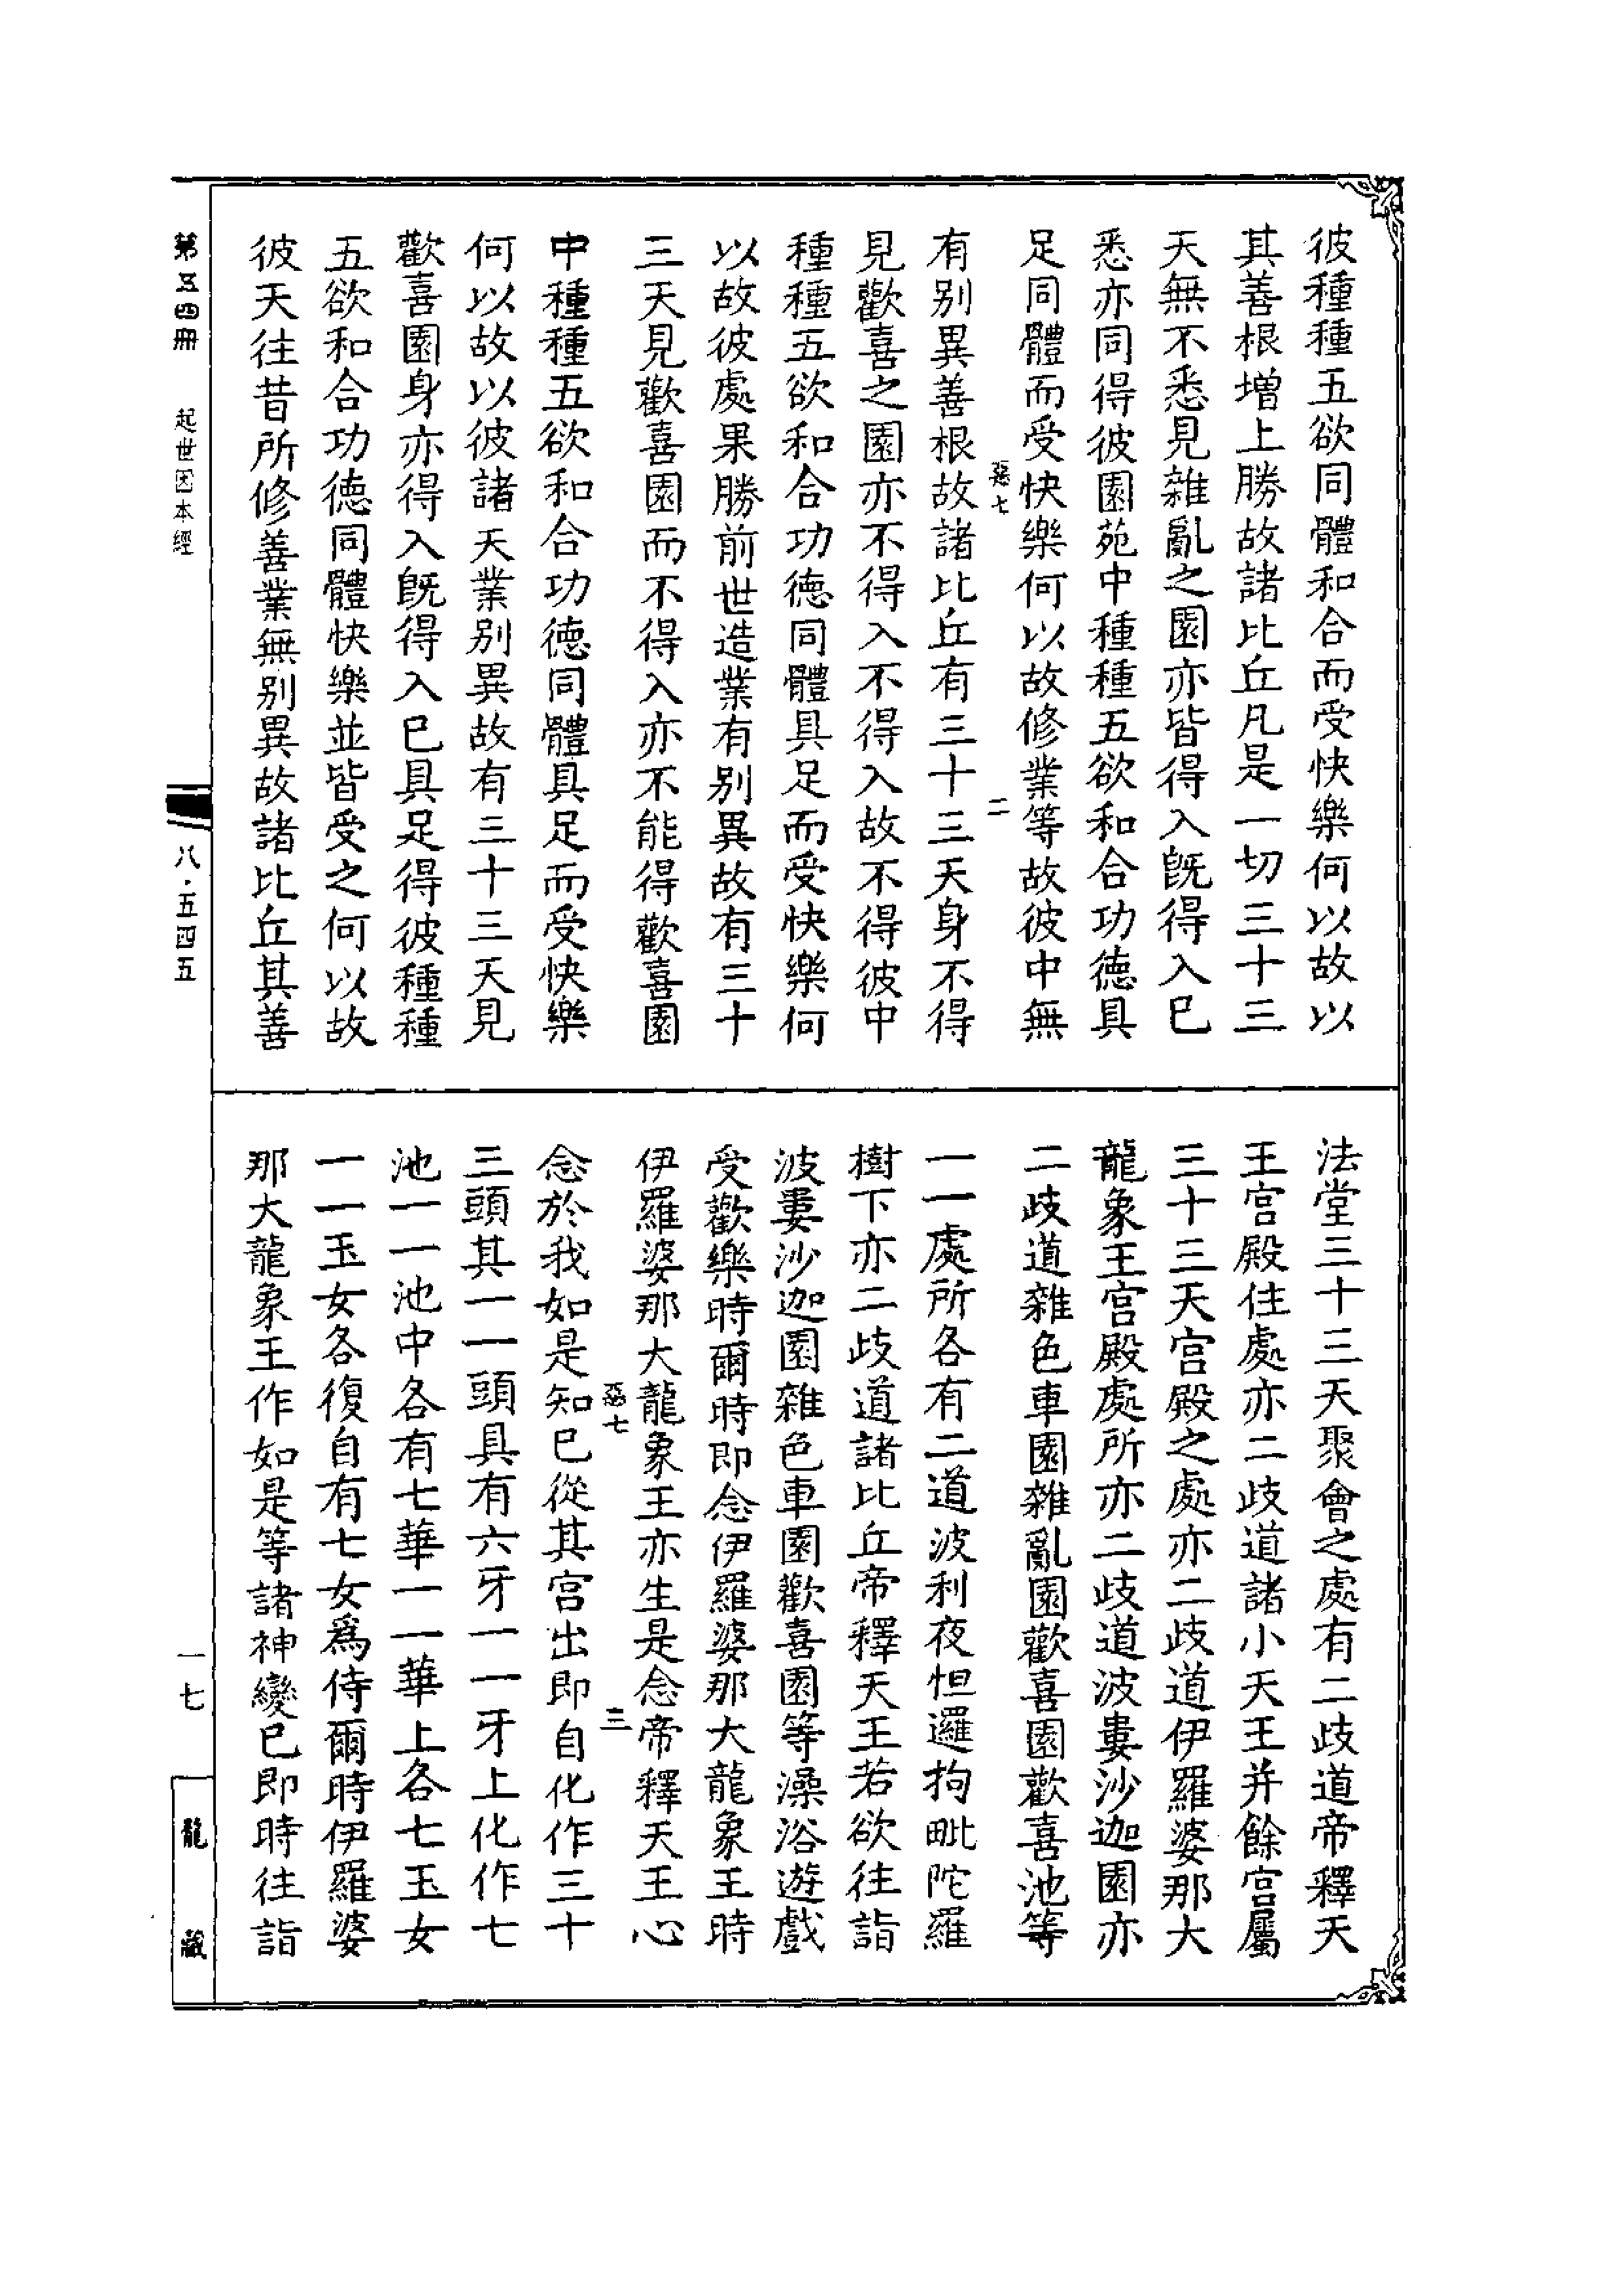 彼種種五欲同體和合而受快樂何以故以
其善根增上勝故諸比丘凡是一切三十三
天無不悉見雜亂之園亦皆得入旣得入已
悉亦同得彼園苑中種種五欲和合功德具
足同體而受快樂何以故修業等故彼中無
惡七 二
有別異善根故諸比丘有三十三天身不得
見歡喜之園亦不得入不得入故不得彼中
種種五欲和合功德同體具足而受快樂何
以故彼處果勝前世造業有別異故有三十
三天見歡喜園而不得入亦不能得歡喜園
中種種五欲和合功德同體具足而受快樂
何以故以彼諸天業別異故有三十三天見
歡喜園身亦得入旣得入已具足得彼種種
五欲和合功德同體快樂並皆受之何以故
彼天往昔所修善業無別異故諸比丘其善
法堂三十三天聚會之處有二歧道帝釋天
王宮殿住處亦二歧道諸小天王并餘官屬
三十三天宮殿之處亦二歧道伊羅婆那大
龍象王宮殿處所亦二歧道波婁沙迦園亦
二歧道雜色車園雜亂園歡喜園歡喜池等
一一處所各有二道波利夜怛邏拘毗陀羅
樹下亦二歧道諸比丘帝釋天王若欲往詣
波婁沙迦園雜色車園歡喜園等澡浴遊戲
受歡樂時爾時即念伊羅婆那大龍象王時
伊羅婆那大龍象王亦生是念帝釋天王心
惡七 三
念於我如是知已從其宮出即自化作三十
三頭其一一頭具有六牙一一牙上化作七
池一一池中各有七華一一華上各七玉女
一一玉女各復自有七女爲侍爾時伊羅婆
那大龍象王作如是等諸神變已即時往詣
第五四冊 起世因本經
八·五四五
一七
龍藏